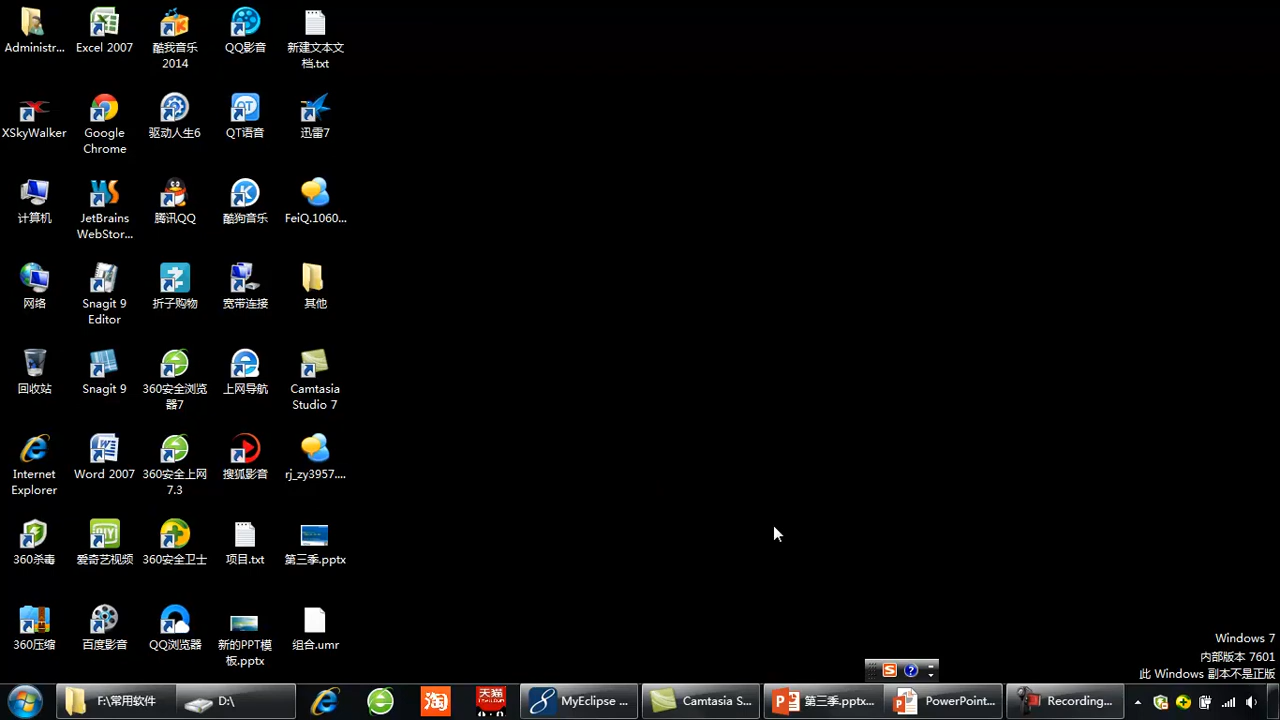 Administr...
Excel 2007
酷我音乐
2014
QQ影音
新建文本文
档.txt
XSkyWalker
Google
Chrome
驱动人生6
QT语音
迅雷7
计算机
JetBrains
WebStor...
腾讯QQ
酷狗音乐
FeiQ.1060...
网络
Snagit 9
Editor
折子购物
宽带连接
其他
回收站
Snagit 9
360安全浏览
器7
上网导航
Camtasia
Studio 7
Internet
Explorer
Word 2007
360安全上网
7.3
搜狐影音
rj_zy3957....
360杀毒
爱奇艺视频
360安全卫士
项目.txt
第三季.pptx
360压缩
百度影音
QQ浏览器
新的PPT模
板.pptx
组合.umr
Windows 7
内部版本 7601
此 Windows 副本不是正版
F:\常用软件
D:\
淘
天猫
MyEclipse ...
Camtasia S...
第三季.pptx...
PowerPoint...
Recording...